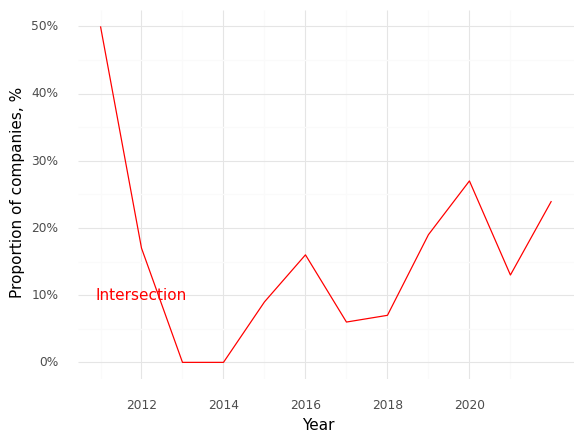 50%
40%
30%
20%
10%
0%
Proportion of companies, %
Intersection
2012 2014 2016 2018 2020
Year